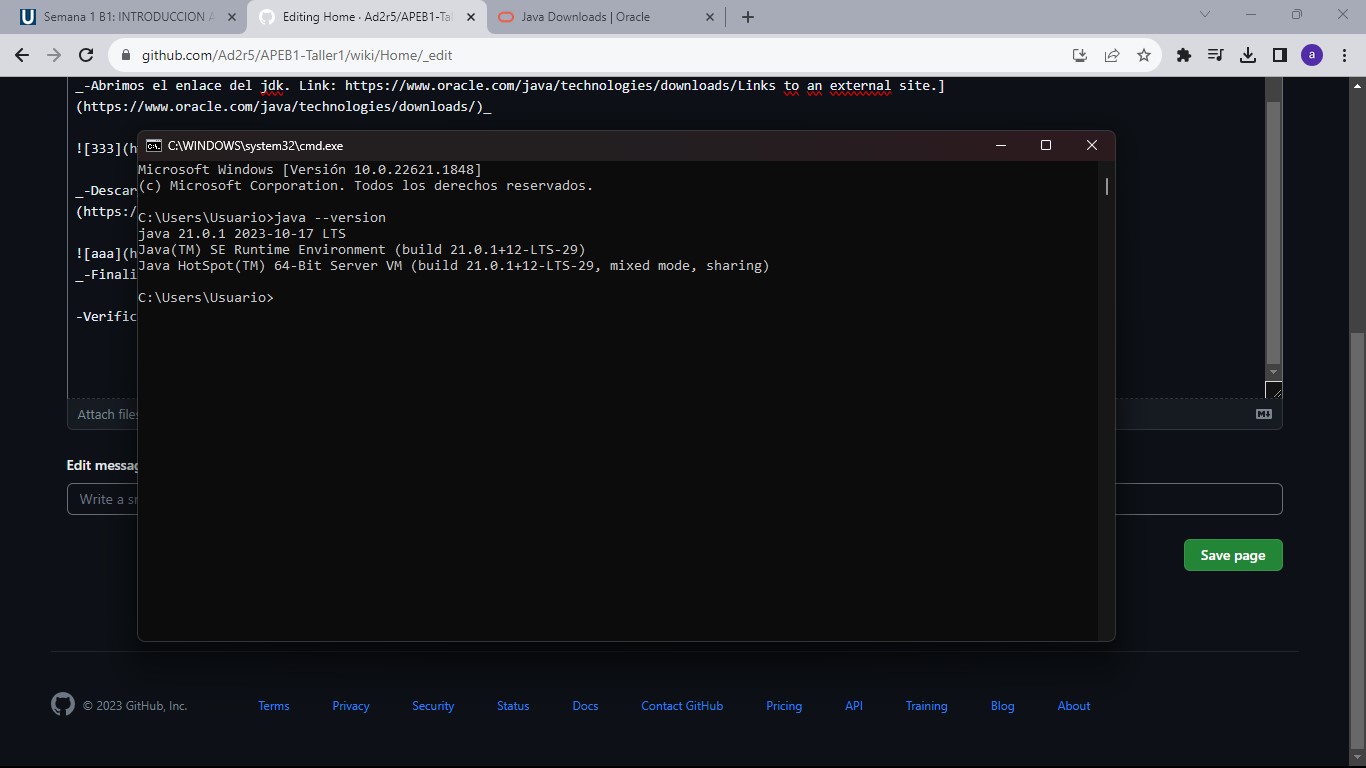 Semana 1 B1: INTRODUCCION A
Editing Home · Ad2r5/APEB1-Ta
Java Downloads | Oracle
github.com/Ad2r5/APEB1-Taller1/wiki/Home/_edit
a
_-Abrimos el enlace del jdk. Link: https://www.oracle.com/java/technologies/downloads/Links to an external site.]
(https://www.oracle.com/java/technologies/downloads/)_
![333](h
_-Descar
(https:/
![aaa](h
_-Finali
-Verific
C:\WINDOWS\system32\cmd.exe
Microsoft Windows [Versión 10.0.22621.1848]
(c) Microsoft Corporation. Todos los derechos reservados.
C:\Users\Usuario>java --version
java 21.0.1 2023-10-17 LTS
Java(TM) SE Runtime Environment (build 21.0.1+12-LTS-29)
Java HotSpot(TM) 64-Bit Server VM (build 21.0.1+12-LTS-29, mixed mode, sharing)
C:\Users\Usuario>
Attach files
Edit messag
Write a sm
Save page
© 2023 GitHub, Inc. Terms Privacy Security Status Docs Contact GitHub Pricing API Training Blog About